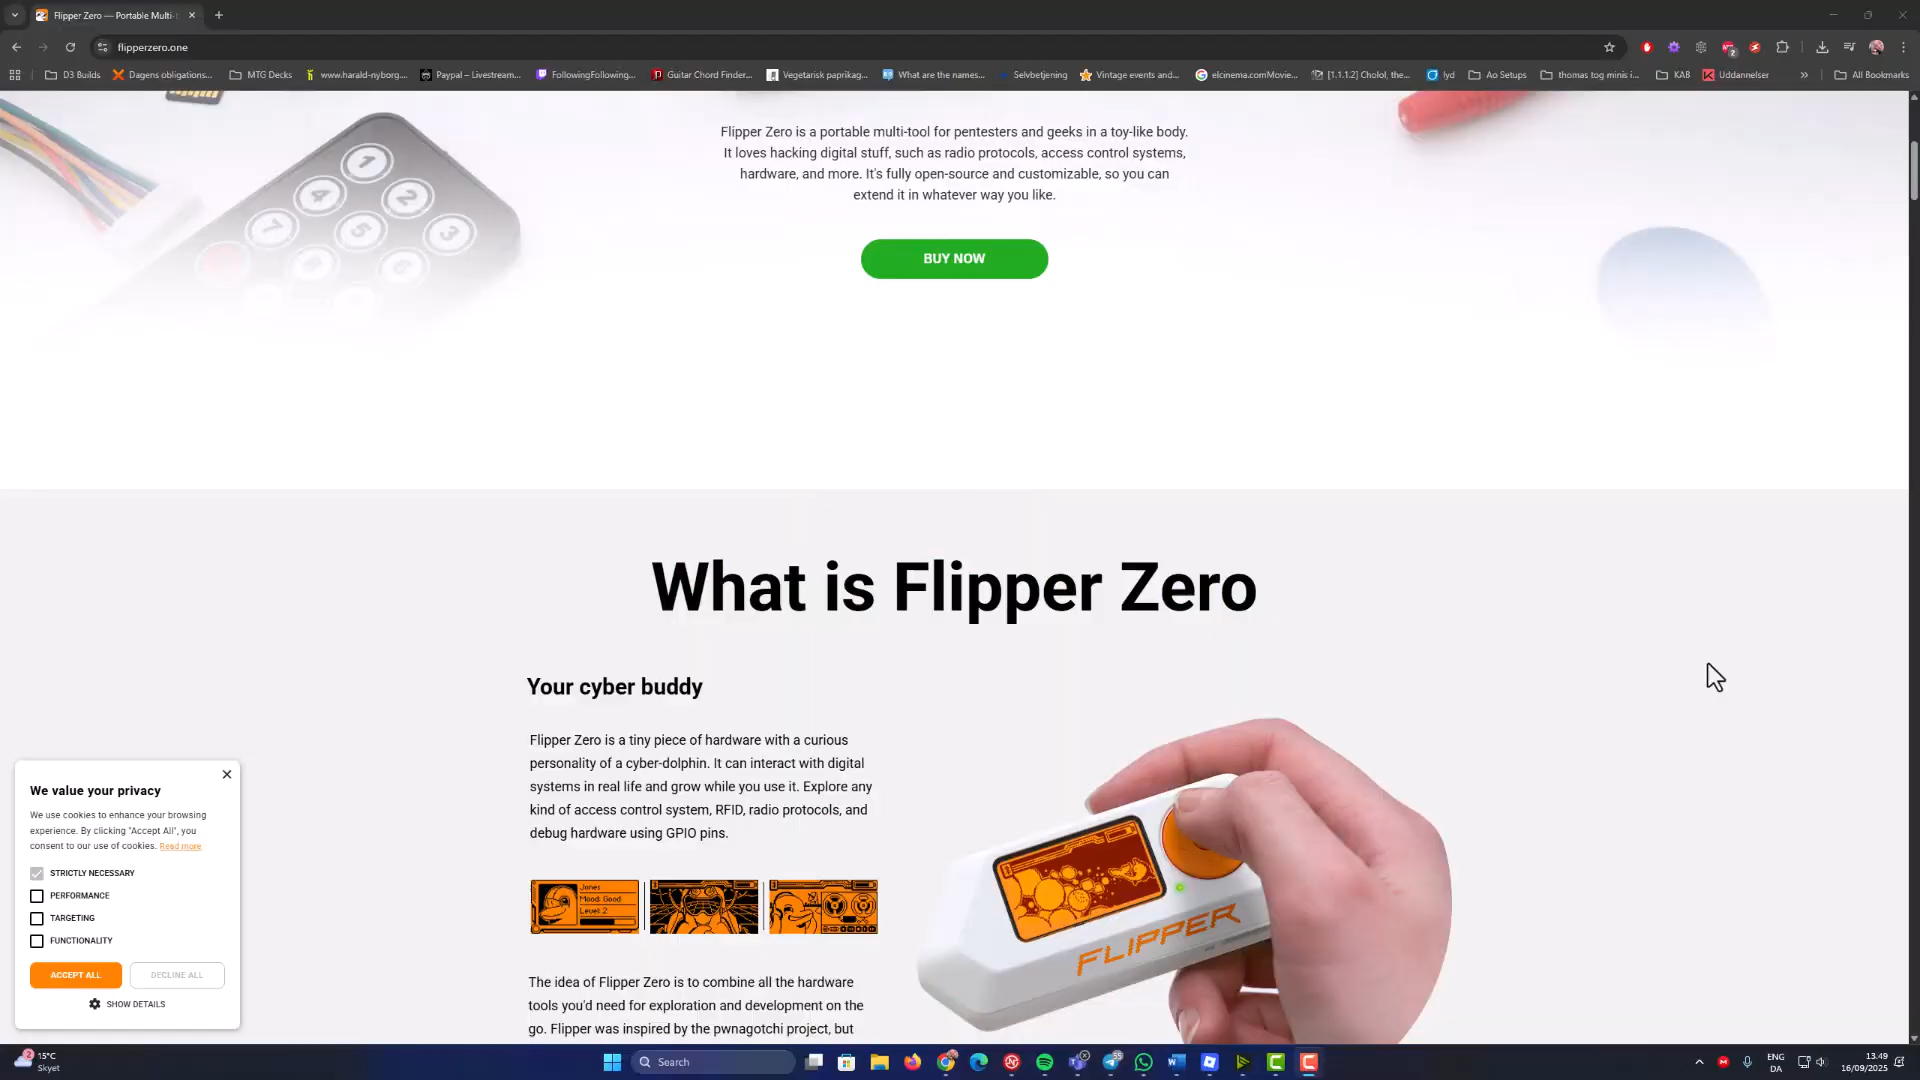 Flipper Zero — Portable Multi-
flipperzero.one
D3 Builds
Dagens obligations...
MTG Decks
www.harald-nyborg....
Paypal – Livestream...
FollowingFollowing...
Guitar Chord Finder...
Vegetarisk paprikag...
What are the names...
Selvbetjening
Vintage events and...
elcinema.comMovie...
[1.1.1.2] Cholol, the...
lyd
Ao Setups
thomas tog minis i...
KAB
Uddannelser
All Bookmarks
Flipper Zero is a portable multi-tool for pentesters and geeks in a toy-like body.
It loves hacking digital stuff, such as radio protocols, access control systems,
hardware, and more. It's fully open-source and customizable, so you can
extend it in whatever way you like.
BUY NOW
What is Flipper Zero
Your cyber buddy
Flipper Zero is a tiny piece of hardware with a curious
personality of a cyber-dolphin. It can interact with digital
systems in real life and grow while you use it. Explore any
kind of access control system, RFID, radio protocols, and
debug hardware using GPIO pins.
Jones
Mood: Good
Level: 2
FLIPPER
The idea of Flipper Zero is to combine all the hardware
tools you'd need for exploration and development on the
go. Flipper was inspired by the pwnagotchi project, but
We value your privacy
We use cookies to enhance your browsing
experience. By clicking "Accept All", you
consent to our use of cookies. Read more
STRICTLY NECESSARY
PERFORMANCE
TARGETING
FUNCTIONALITY
ACCEPT ALL
DECLINE ALL
SHOW DETAILS
15°C
Skyet
Search
ENG
DA
13.49
16/09/2025